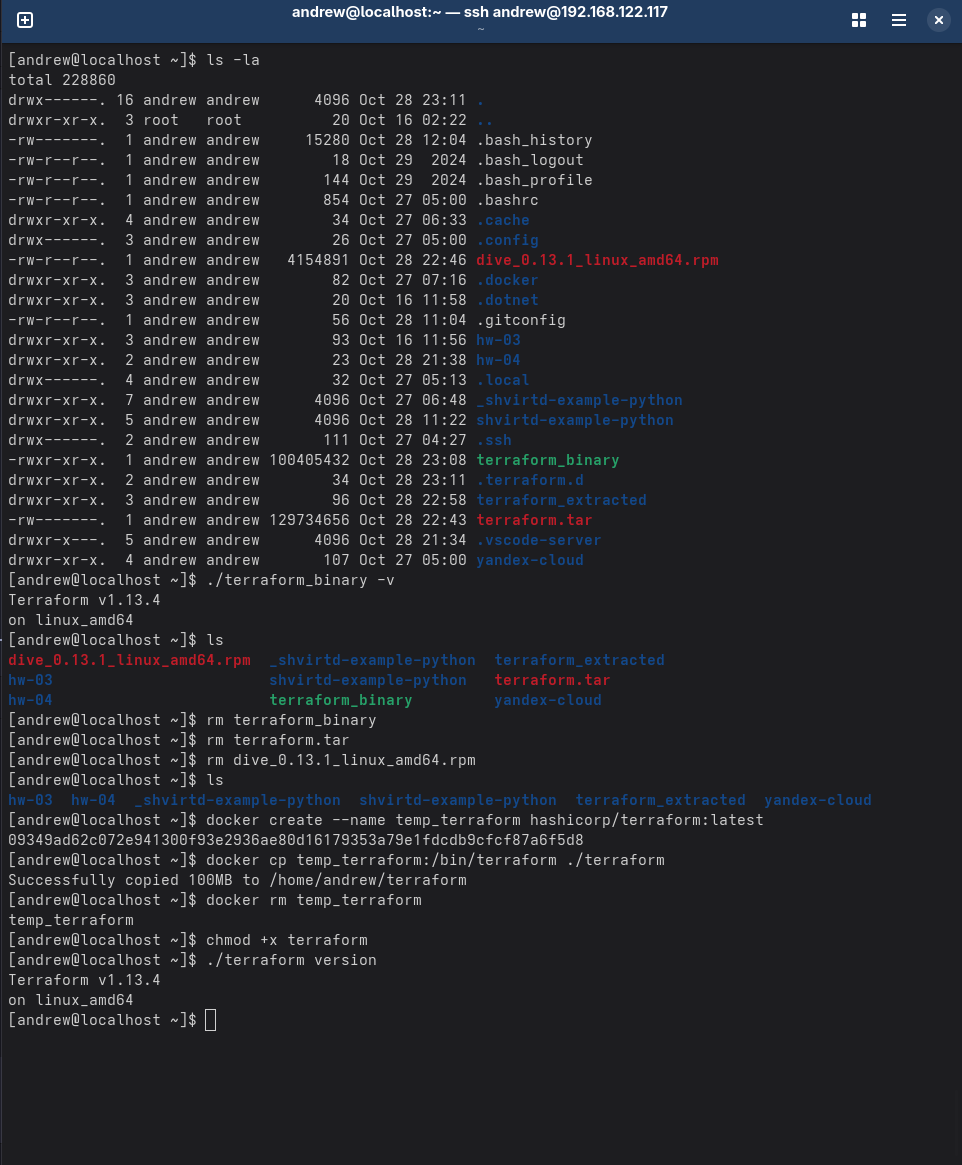 andrew@localhost:~ — ssh andrew@192.168.122.117
~
[andrew@localhost ~]$ ls -la
total 228860
drwx------. 16 andrew andrew      4096 Oct 28 23:11 .
drwxr-xr-x.  3 root   root          20 Oct 16 02:22 ..
-rw-------.  1 andrew andrew     15280 Oct 28 12:04 .bash_history
-rw-r--r--.  1 andrew andrew        18 Oct 29  2024 .bash_logout
-rw-r--r--.  1 andrew andrew       144 Oct 29  2024 .bash_profile
-rw-r--r--.  1 andrew andrew       854 Oct 27 05:00 .bashrc
drwxr-xr-x.  4 andrew andrew        34 Oct 27 06:33 .cache
drwx------.  3 andrew andrew        26 Oct 27 05:00 .config
-rw-r--r--.  1 andrew andrew   4154891 Oct 28 22:46 dive_0.13.1_linux_amd64.rpm
drwxr-xr-x.  3 andrew andrew        82 Oct 27 07:16 .docker
drwxr-xr-x.  3 andrew andrew        20 Oct 16 11:58 .dotnet
-rw-r--r--.  1 andrew andrew        56 Oct 28 11:04 .gitconfig
drwxr-xr-x.  3 andrew andrew        93 Oct 16 11:56 hw-03
drwxr-xr-x.  2 andrew andrew        23 Oct 28 21:38 hw-04
drwx------.  4 andrew andrew        32 Oct 27 05:13 .local
drwxr-xr-x.  7 andrew andrew      4096 Oct 27 06:48 _shvirtd-example-python
drwxr-xr-x.  5 andrew andrew      4096 Oct 28 11:22 shvirtd-example-python
drwx------.  2 andrew andrew       111 Oct 27 04:27 .ssh
-rwxr-xr-x.  1 andrew andrew 100405432 Oct 28 23:08 terraform_binary
drwxr-xr-x.  2 andrew andrew        34 Oct 28 23:11 .terraform.d
drwxr-xr-x.  3 andrew andrew        96 Oct 28 22:58 terraform_extracted
-rw-------.  1 andrew andrew 129734656 Oct 28 22:43 terraform.tar
drwxr-x---.  5 andrew andrew      4096 Oct 28 21:34 .vscode-server
drwxr-xr-x.  4 andrew andrew       107 Oct 27 05:00 yandex-cloud
[andrew@localhost ~]$ ./terraform_binary -v
Terraform v1.13.4
on linux_amd64
[andrew@localhost ~]$ ls
dive_0.13.1_linux_amd64.rpm  _shvirtd-example-python  terraform_extracted
hw-03                        shvirtd-example-python   terraform.tar
hw-04                        terraform_binary         yandex-cloud
[andrew@localhost ~]$ rm terraform_binary
[andrew@localhost ~]$ rm terraform.tar
[andrew@localhost ~]$ rm dive_0.13.1_linux_amd64.rpm
[andrew@localhost ~]$ ls
hw-03  hw-04  _shvirtd-example-python  shvirtd-example-python  terraform_extracted  yandex-cloud
[andrew@localhost ~]$ docker create --name temp_terraform hashicorp/terraform:latest
09349ad62c072e941300f93e2936ae80d16179353a79e1fdcdb9cfcf87a6f5d8
[andrew@localhost ~]$ docker cp temp_terraform:/bin/terraform ./terraform
Successfully copied 100MB to /home/andrew/terraform
[andrew@localhost ~]$ docker rm temp_terraform
temp_terraform
[andrew@localhost ~]$ chmod +x terraform
[andrew@localhost ~]$ ./terraform version
Terraform v1.13.4
on linux_amd64
[andrew@localhost ~]$